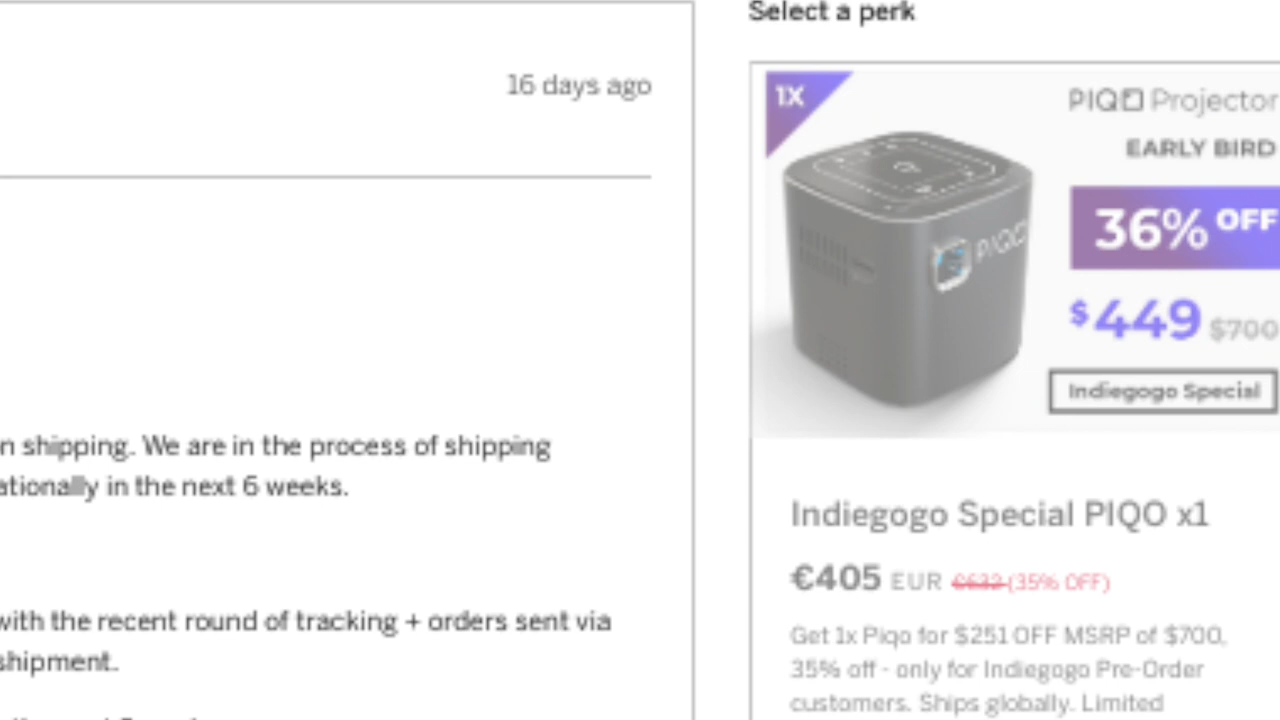 16 days ago
n shipping. We are in the process of shipping
ationally in the next 6 weeks.
with the recent round of tracking + orders sent via
shipment.
Select a perk
1X
PIQO Projector
EARLY BIRD
36% OFF
$449 $700
Indiegogo Special
PIQO
Indiegogo Special PIQO x1
€405 EUR €632 (35% OFF)
Get 1x Piqo for $251 OFF MSRP of $700,
35% off - only for Indiegogo Pre-Order
customers. Ships globally. Limited